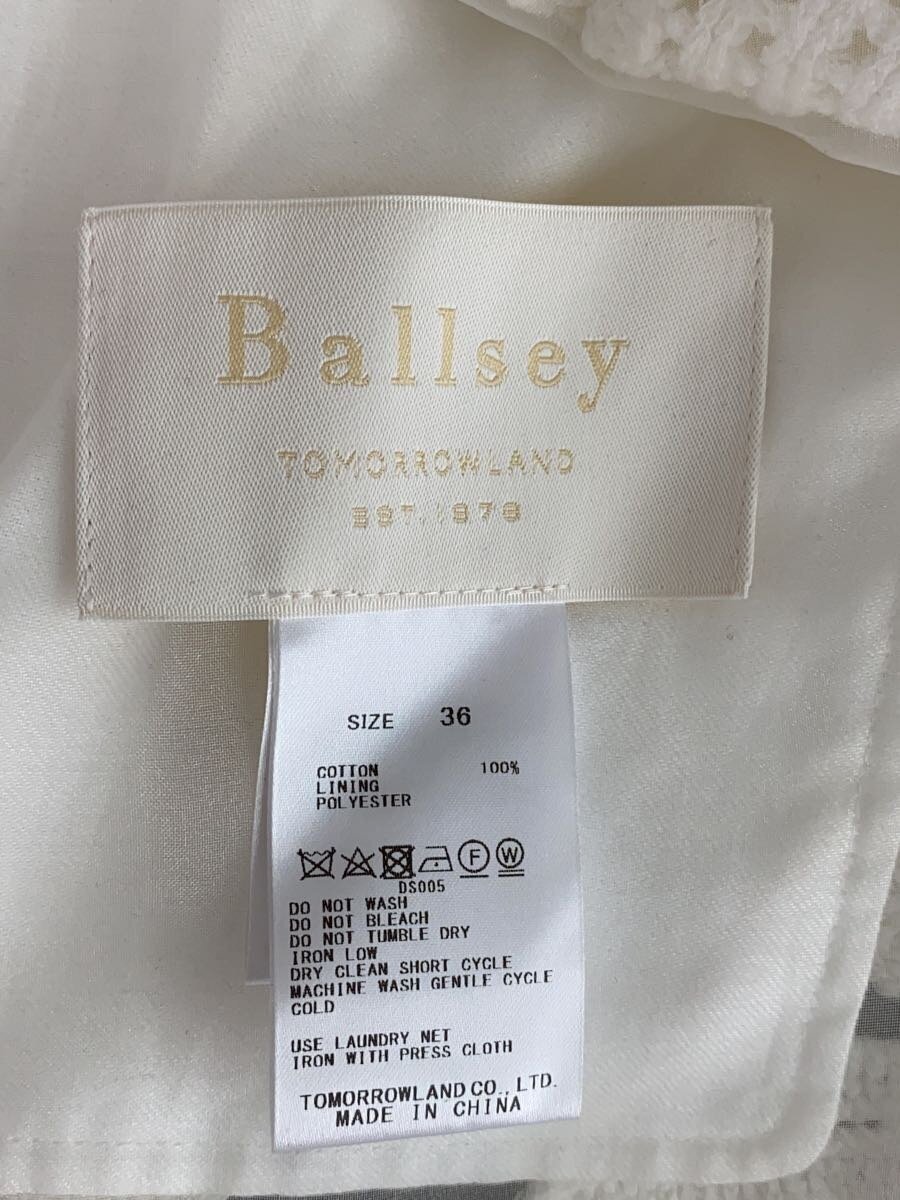 Ballsey
TOMORROWLAND
EST.1978
SIZE 36
COTTON 100%
LINING
POLYESTER
F W
DS005
DO NOT WASH
DO NOT BLEACH
DO NOT TUMBLE DRY
IRON LOW
DRY CLEAN SHORT CYCLE
MACHINE WASH GENTLE CYCLE
COLD
USE LAUNDRY NET
IRON WITH PRESS CLOTH
TOMORROWLAND CO., LTD.
MADE IN CHINA